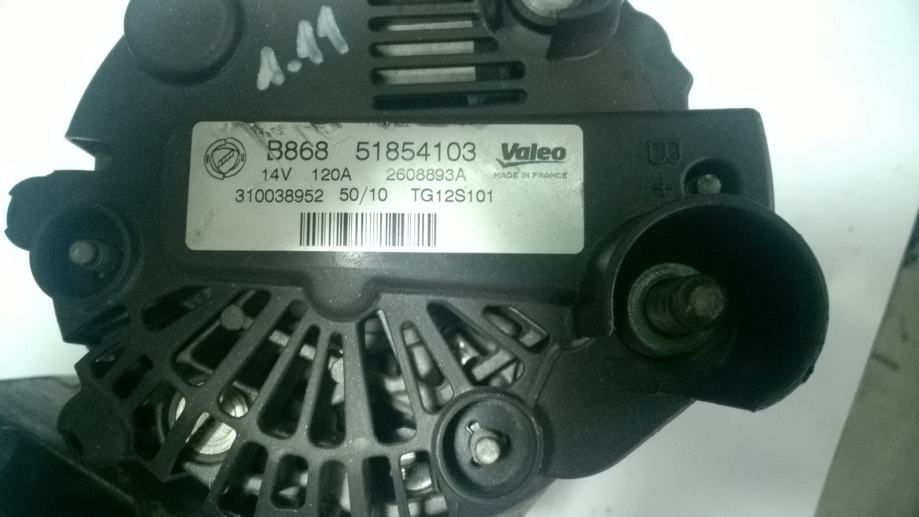 1.11
B868 51854103 Valeo
14V 120A 2608893A MADE IN FRANCE
310038952 50/10 TG12S101
B
+